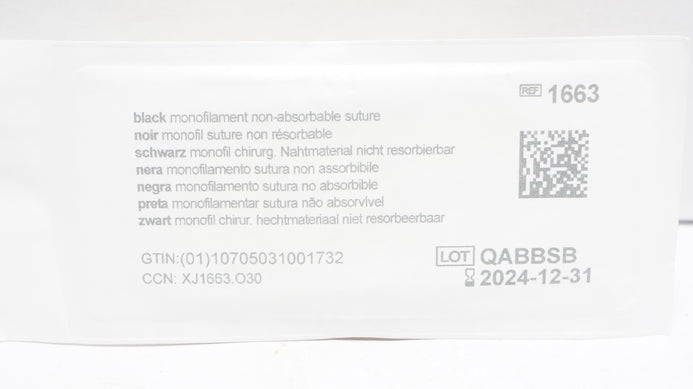 REF 1663
black monofilament non-absorbable suture
noir monofil suture non résorbable
schwarz monofil chirurg. Nahtmaterial nicht resorbierbar
nera monofilamento sutura non assorbibile
negra monofilamento sutura no absorbible
preta monofilamentar sutura não absorvível
zwart monofil chirur. hechtmateriaal niet resorbeerbaar
GTIN:(01)10705031001732
CCN: XJ1663.O30
LOT QABBSB
2024-12-31